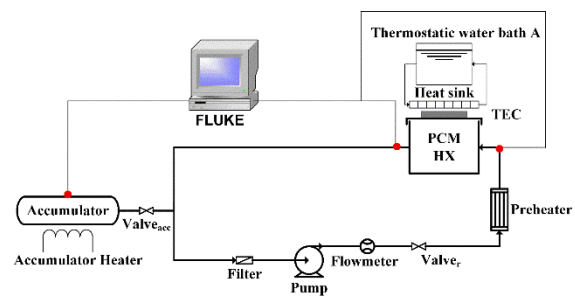 Thermostatic water bath A
Heat sink
TEC
FLUKE
PCM
HX
Accumulator
Valveacc
Preheater
Accumulator Heater
Filter
Flowmeter
Valver
Pump